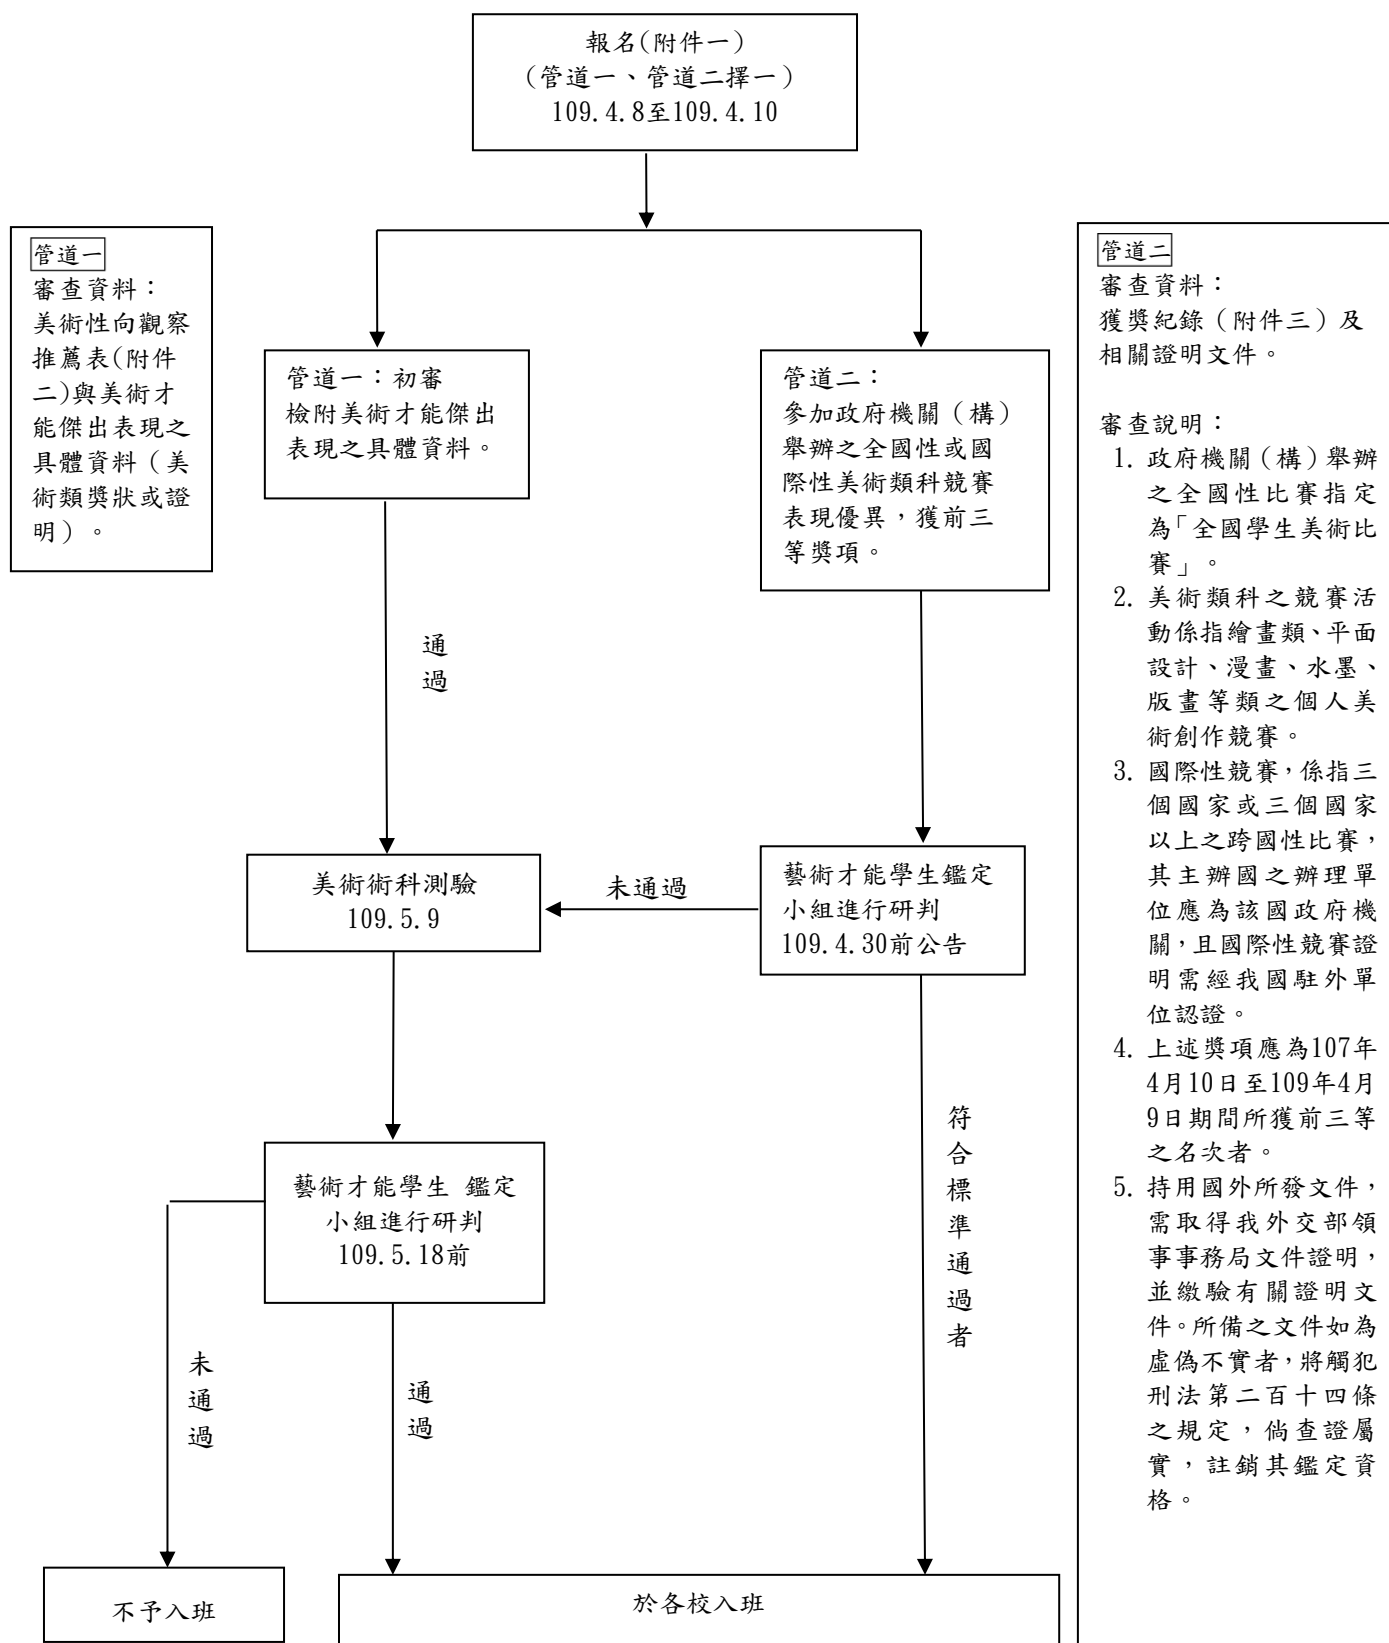 報名(附件一)
(管道一、管道二擇一)
109.4.8至109.4.10
管道一
審查資料：
美術性向觀察
推薦表(附件
二)與美術才
能傑出表現之
具體資料（美
術類獎狀或證
明）。
管道一：初審
檢附美術才能傑出
表現之具體資料。
管道二：
參加政府機關（構）
舉辦之全國性或國
際性美術類科競賽
表現優異，獲前三
等獎項。
管道二
審查資料：
獲獎紀錄（附件三）及
相關證明文件。
審查說明：
1. 政府機關（構）舉辦
之全國性比賽指定
為「全國學生美術比
賽」。
2. 美術類科之競賽活
動係指繪畫類、平面
設計、漫畫、水墨、
版畫等類之個人美
術創作競賽。
3. 國際性競賽，係指三
個國家或三個國家
以上之跨國性比賽，
其主辦國之辦理單
位應為該國政府機
關，且國際性競賽證
明需經我國駐外單
位認證。
4. 上述獎項應為107年
4月10日至109年4月
9日期間所獲前三等
之名次者。
5. 持用國外所發文件，
需取得我外交部領
事事務局文件證明，
並繳驗有關證明文
件。所備之文件如為
虛偽不實者，將觸犯
刑法第二百十四條
之規定，倘查證屬
實，註銷其鑑定資
格。
通
過
美術術科測驗
109.5.9
未通過
藝術才能學生鑑定
小組進行研判
109.4.30前公告
藝術才能學生 鑑定
小組進行研判
109.5.18前
符
合
標
準
通
過
者
未
通
過
通
過
不予入班
於各校入班